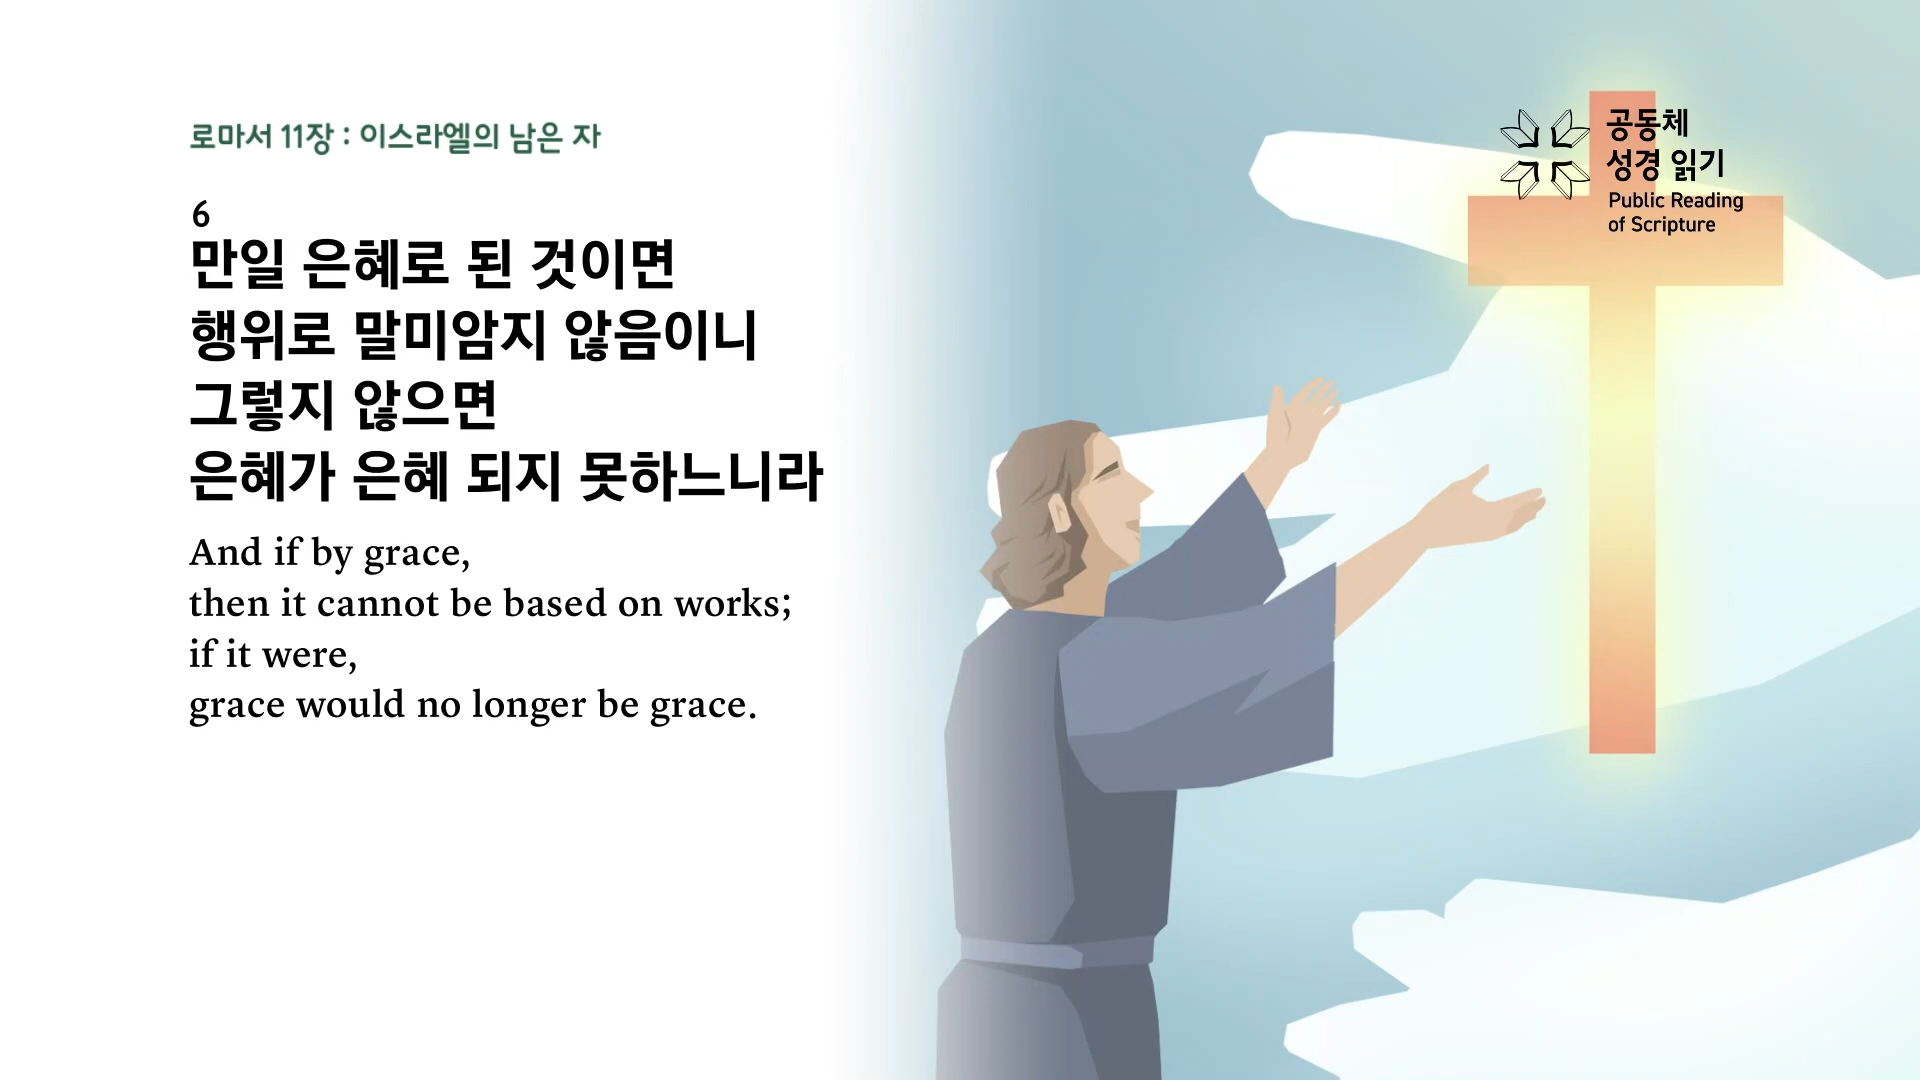 로마서 11장 : 이스라엘의 남은 자
6
만일 은혜로 된 것이면
행위로 말미암지 않음이니
그렇지 않으면
은혜가 은혜 되지 못하느니라
And if by grace,
then it cannot be based on works;
if it were,
grace would no longer be grace.
공동체
성경 읽기
Public Reading
of Scripture